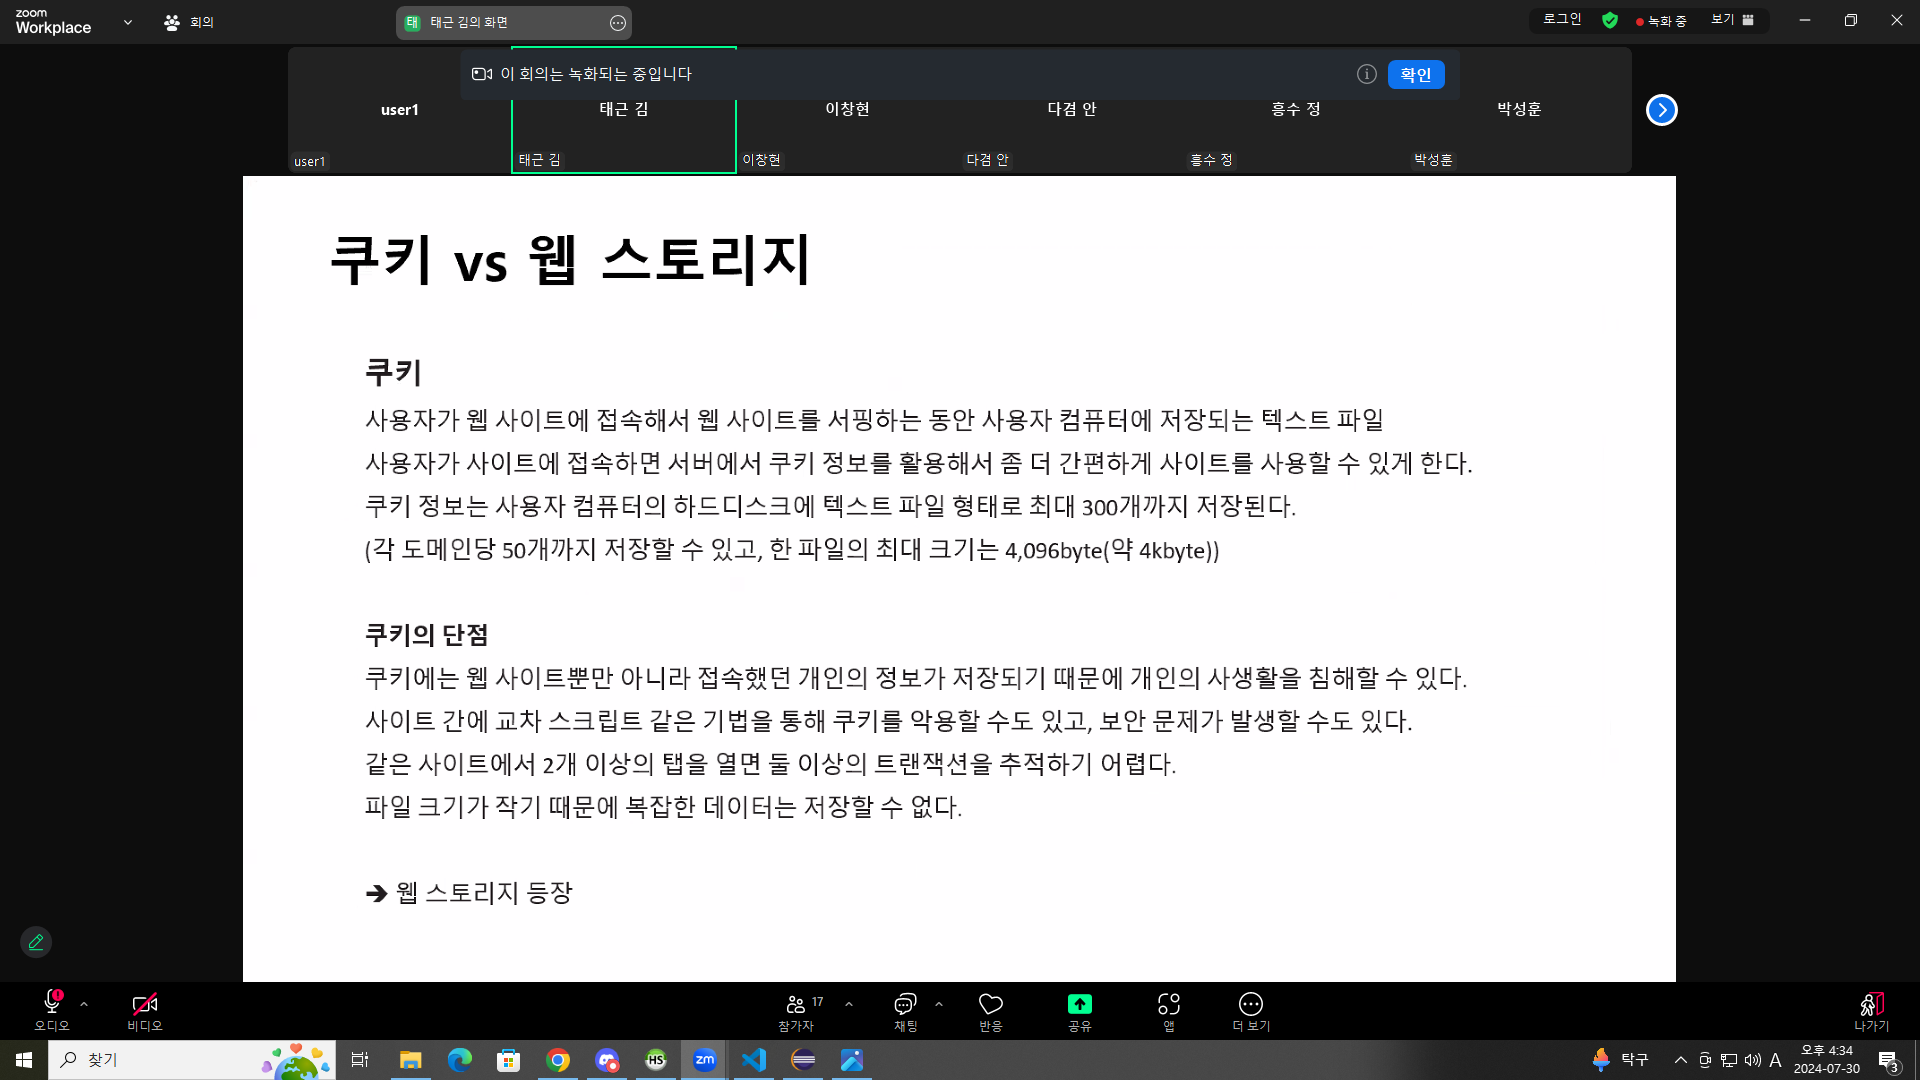 zoom
Workplace
회의
태 태근 김의 화면
로그인
녹화 중
보기
이 회의는 녹화되는 중입니다
확인
user1
태근 김
이창현
다겸 안
흥수 정
박성훈
user1
태근 김
이창현
다겸 안
흥수 정
박성훈
쿠키 vs 웹 스토리지
쿠키
사용자가 웹 사이트에 접속해서 웹 사이트를 서핑하는 동안 사용자 컴퓨터에 저장되는 텍스트 파일
사용자가 사이트에 접속하면 서버에서 쿠키 정보를 활용해서 좀 더 간편하게 사이트를 사용할 수 있게 한다.
쿠키 정보는 사용자 컴퓨터의 하드디스크에 텍스트 파일 형태로 최대 300개까지 저장된다.
(각 도메인당 50개까지 저장할 수 있고, 한 파일의 최대 크기는 4,096byte(약 4kbyte))
쿠키의 단점
쿠키에는 웹 사이트뿐만 아니라 접속했던 개인의 정보가 저장되기 때문에 개인의 사생활을 침해할 수 있다.
사이트 간에 교차 스크립트 같은 기법을 통해 쿠키를 악용할 수도 있고, 보안 문제가 발생할 수도 있다.
같은 사이트에서 2개 이상의 탭을 열면 둘 이상의 트랜잭션을 추적하기 어렵다.
파일 크기가 작기 때문에 복잡한 데이터는 저장할 수 없다.
➔ 웹 스토리지 등장
오디오
비디오
17
참가자
채팅
반응
공유
앱
더 보기
나가기
찾기
HS
zm
탁구
A
오후 4:34
2024-07-30
3